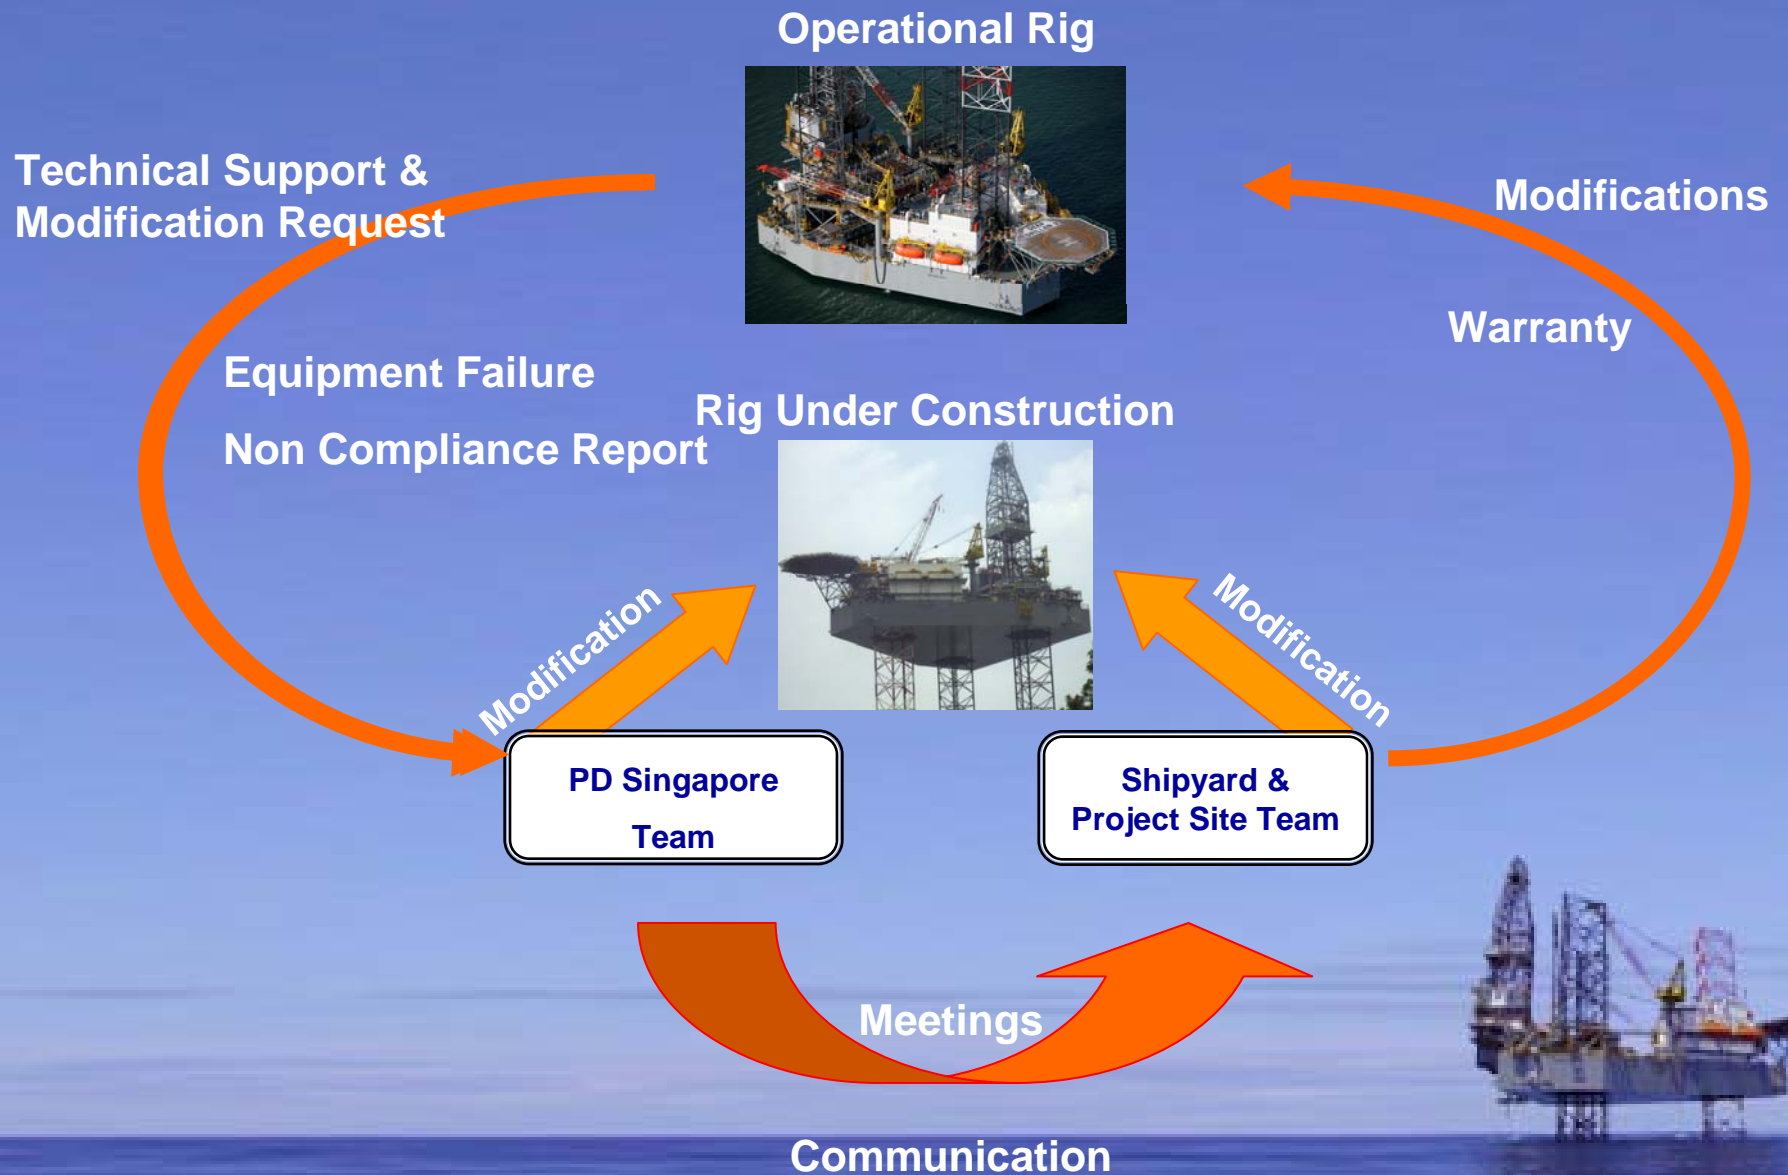 Operational Rig
Technical Support &
Modification Request
Modifications
Warranty
Equipment Failure
Non Compliance Report
Rig Under Construction
Modification
Modification
PD Singapore
Team
Shipyard &
Project Site Team
Meetings
Communication